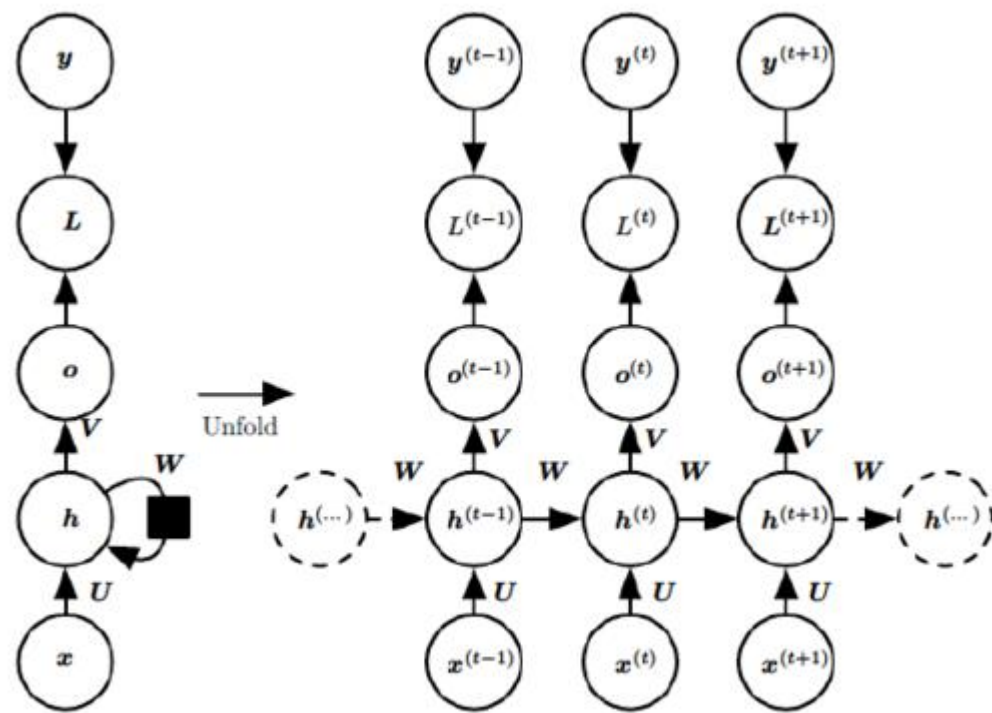 y y^(t−1) y^(t) y^(t+1)
L L^(t−1) L^(t) L^(t+1)
o o^(t−1) o^(t) o^(t+1)
Unfold
V V V V
W W W W W
h h^(...) h^(t−1) h^(t) h^(t+1) h^(...)
U U U U
x x^(t−1) x^(t) x^(t+1)